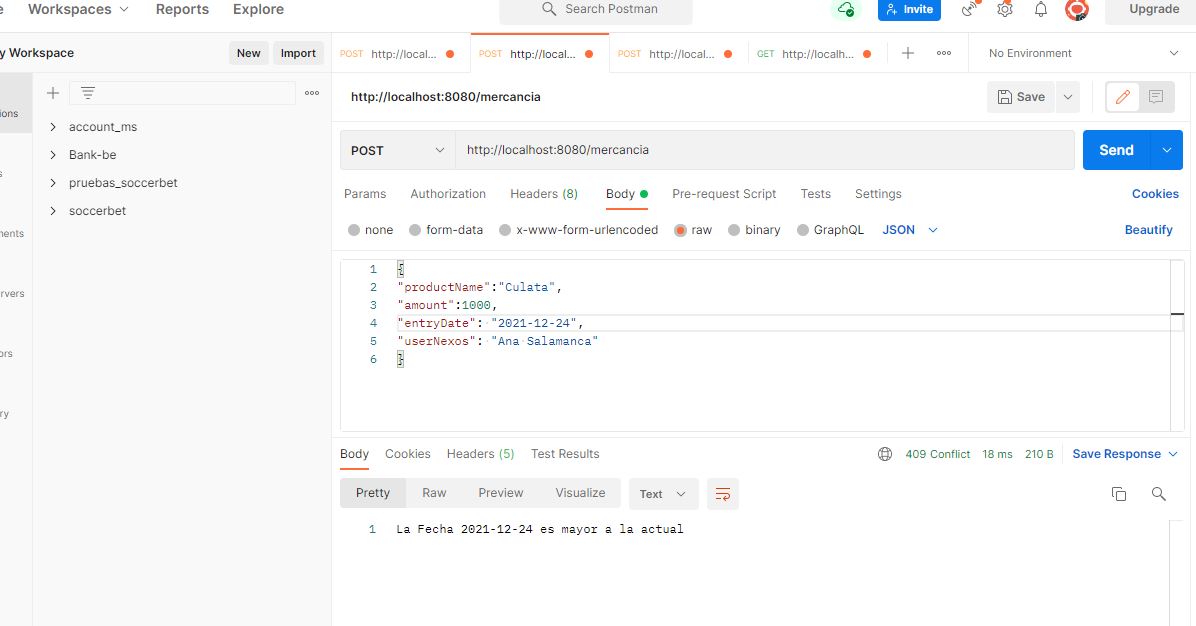 e Workspaces Reports Explore Search Postman Invite Upgrade
y Workspace New Import POST http://local... POST http://local... POST http://local... GET http://localh... No Environment
ions
http://localhost:8080/mercancia Save
account_ms
Bank-be
pruebas_soccerbet
soccerbet
s
nents
rvers
ors
ry
POST http://localhost:8080/mercancia Send
Params Authorization Headers (8) Body Pre-request Script Tests Settings Cookies
none form-data x-www-form-urlencoded raw binary GraphQL JSON Beautify
1 {
2 "productName":"Culata",
3 "amount":1000,
4 "entryDate": "2021-12-24",
5 "userNexos": "Ana Salamanca"
6 }
Body Cookies Headers (5) Test Results 409 Conflict 18 ms 210 B Save Response
Pretty Raw Preview Visualize Text
1 La Fecha 2021-12-24 es mayor a la actual